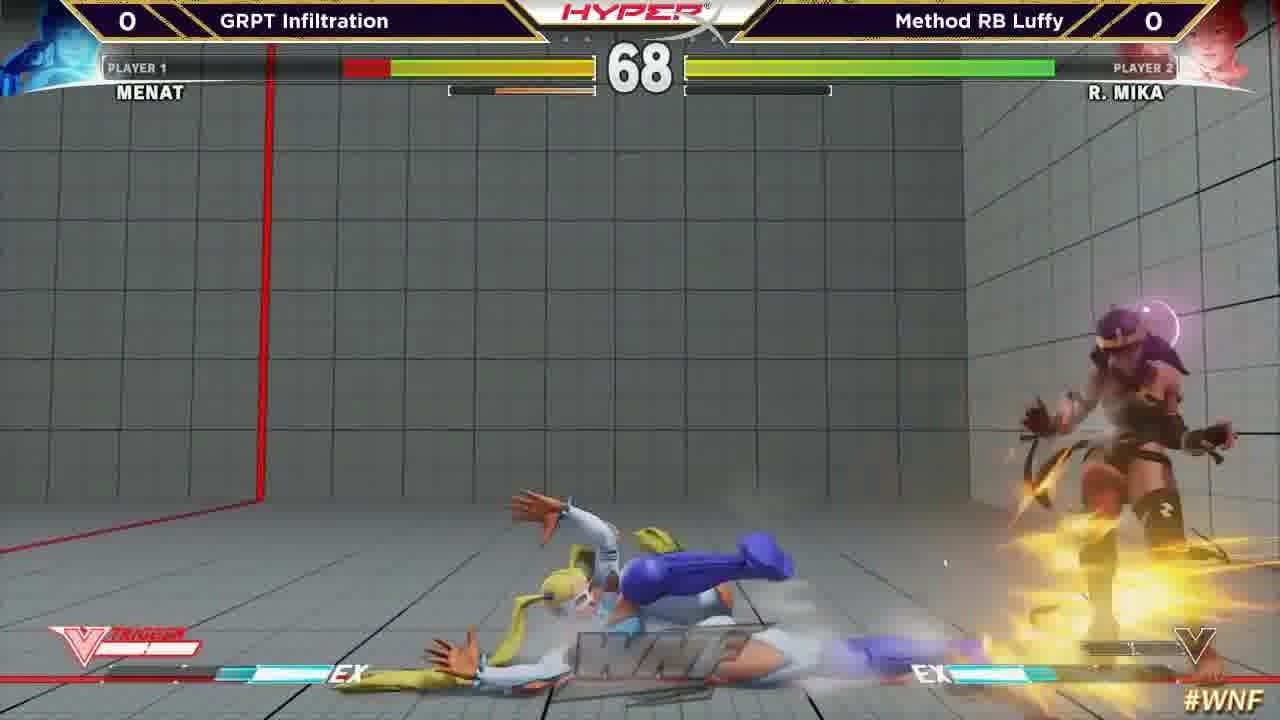 0 GRPT Infiltration HYPERX Method RB Luffy 0
PLAYER 1 68 PLAYER 2
MENAT R. MIKA
TRIGGER
EX WNF EX
#WNF